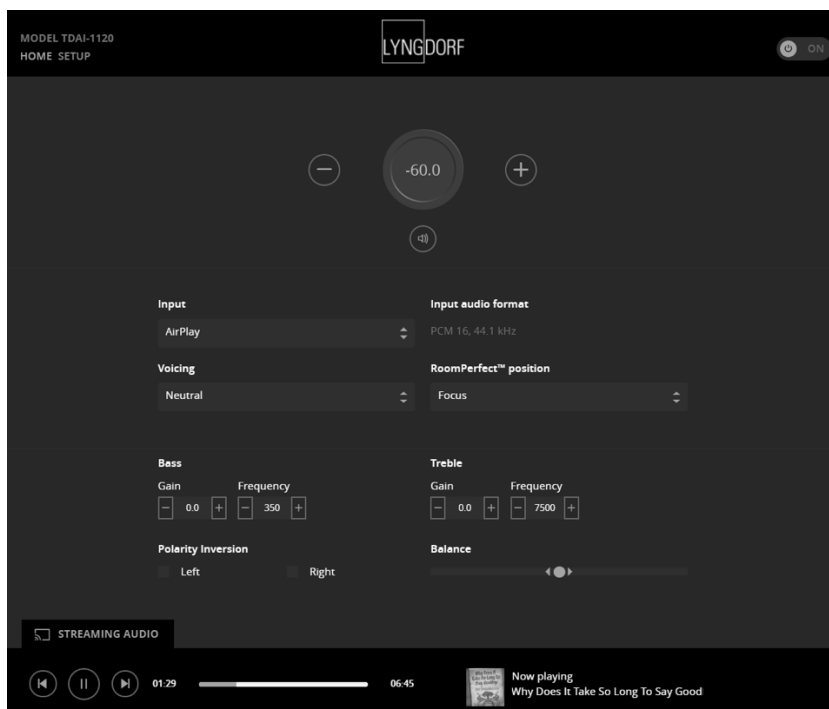 MODEL TDAI-1120
HOME SETUP
LYNGDORF
ON
-60.0
Input
Input audio format
AirPlay
PCM 16, 44.1 kHz
Voicing
RoomPerfect™ position
Neutral
Focus
Bass
Treble
Gain Frequency
Gain Frequency
− 0.0 + − 350 +
− 0.0 + − 7500 +
Polarity Inversion
Balance
Left Right
STREAMING AUDIO
01:29
06:45
Now playing
Why Does It Take So Long To Say Good